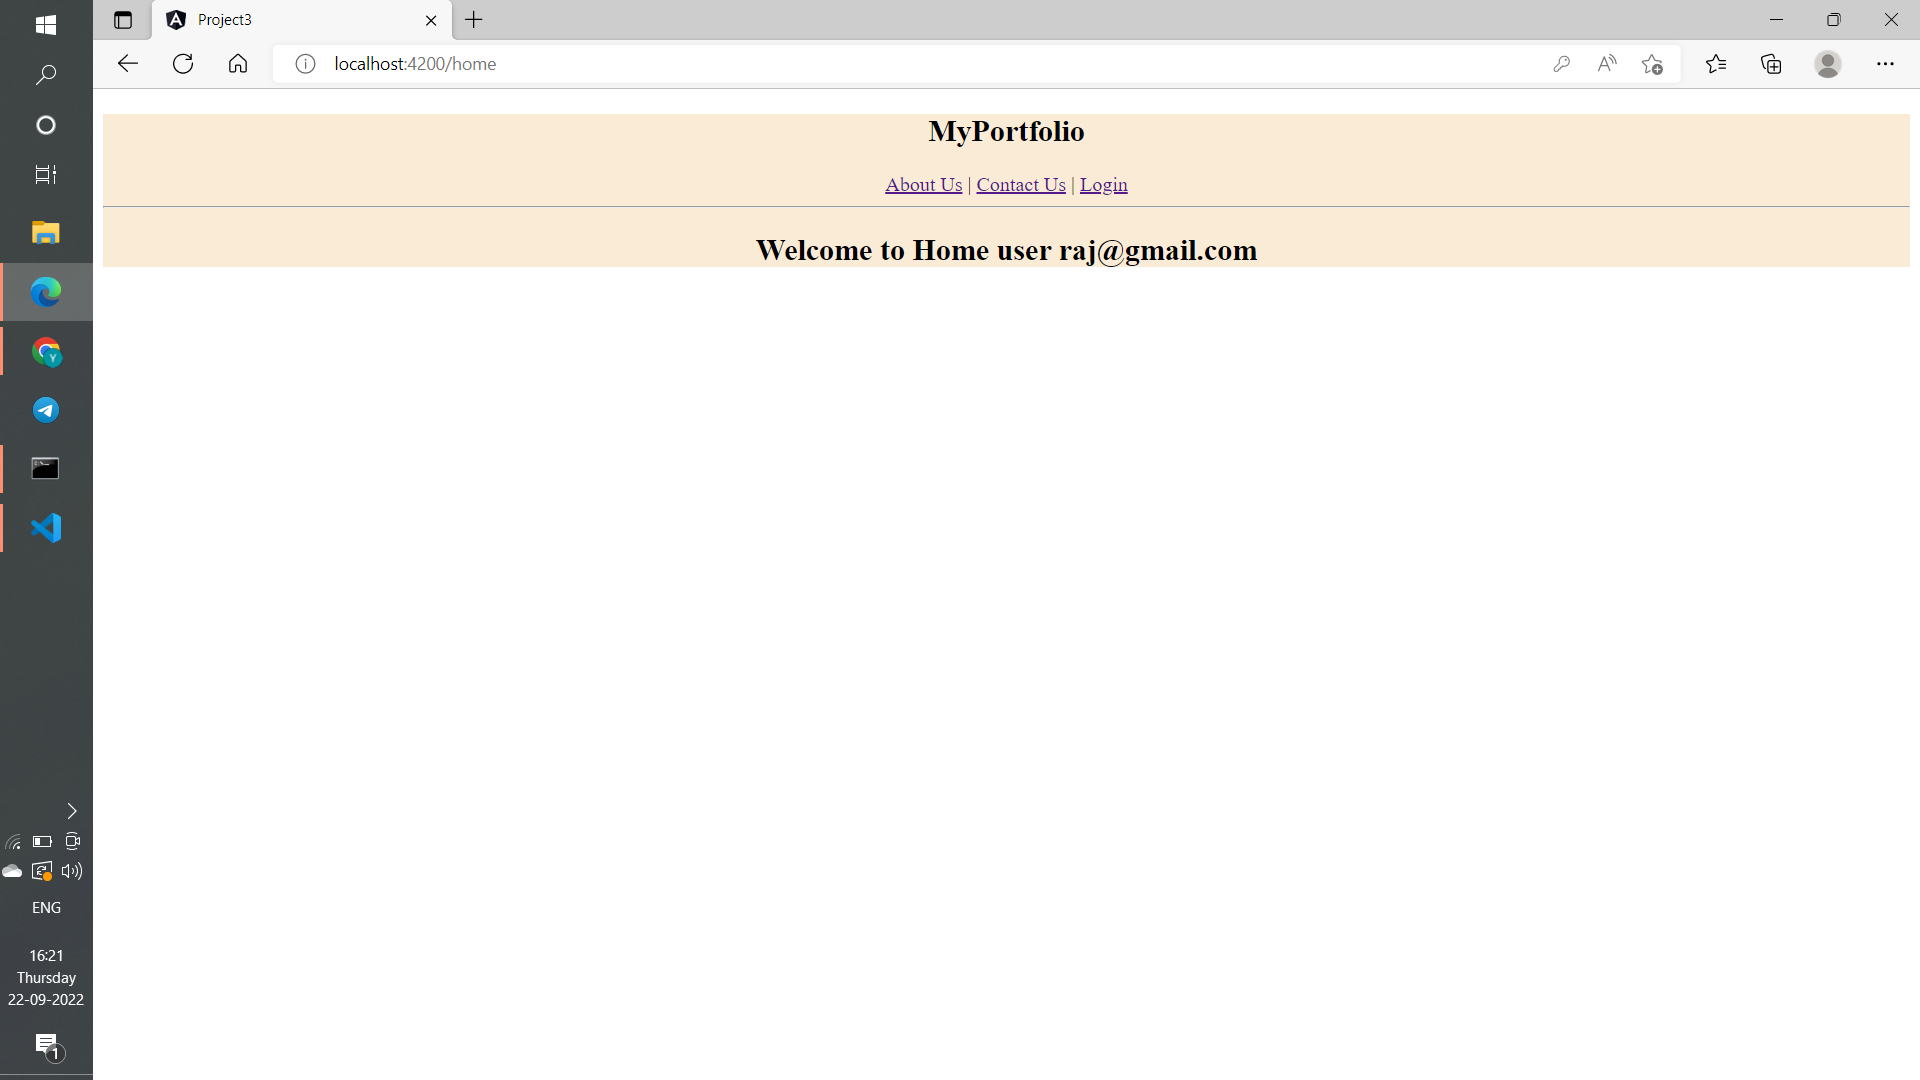 Project3
localhost:4200/home
MyPortfolio
About Us | Contact Us | Login
Welcome to Home user raj@gmail.com
Y
ENG
16:21
Thursday
22-09-2022
1